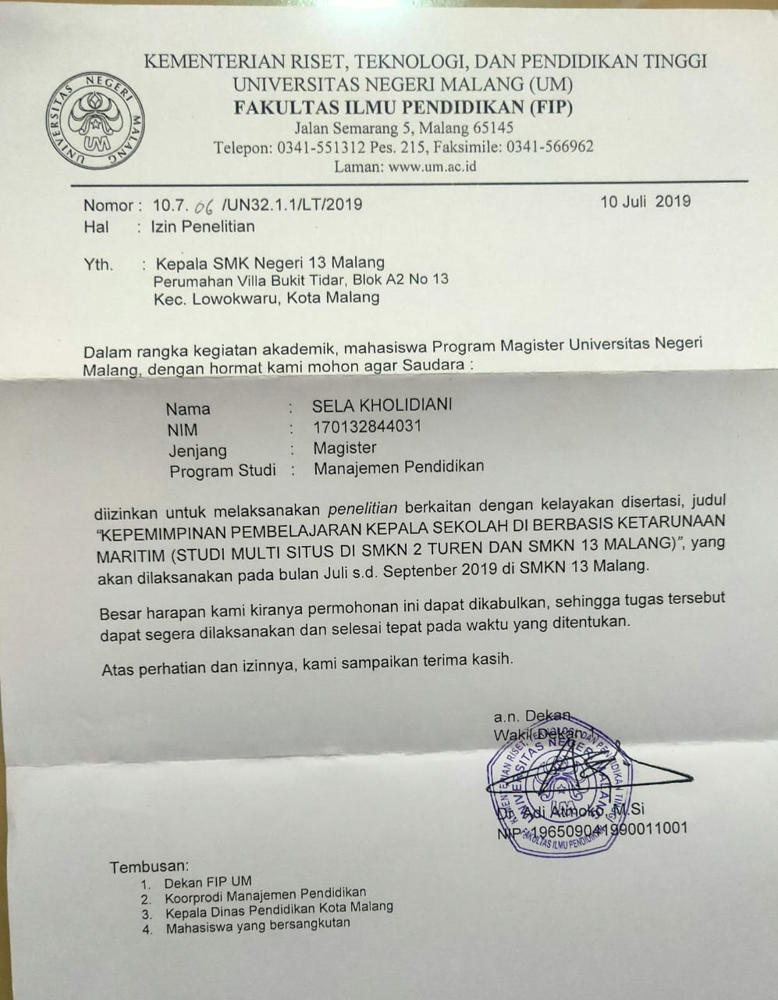 KEMENTERIAN RISET, TEKNOLOGI, DAN PENDIDIKAN TINGGI
UNIVERSITAS NEGERI MALANG (UM)
FAKULTAS ILMU PENDIDIKAN (FIP)
Jalan Semarang 5, Malang 65145
Telepon: 0341-551312 Pes. 215, Faksimile: 0341-566962
Laman: www.um.ac.id
UNIVERSITAS NEGERI MALANG
UM
Nomor : 10.7. 06 /UN32.1.1/LT/2019 10 Juli 2019
Hal : Izin Penelitian
Yth. : Kepala SMK Negeri 13 Malang
Perumahan Villa Bukit Tidar, Blok A2 No 13
Kec. Lowokwaru, Kota Malang
Dalam rangka kegiatan akademik, mahasiswa Program Magister Universitas Negeri
Malang, dengan hormat kami mohon agar Saudara :
Nama : SELA KHOLIDIANI
NIM : 170132844031
Jenjang : Magister
Program Studi : Manajemen Pendidikan
diizinkan untuk melaksanakan penelitian berkaitan dengan kelayakan disertasi, judul
“KEPEMIMPINAN PEMBELAJARAN KEPALA SEKOLAH DI BERBASIS KETARUNAAN
MARITIM (STUDI MULTI SITUS DI SMKN 2 TUREN DAN SMKN 13 MALANG)”, yang
akan dilaksanakan pada bulan Juli s.d. Septenber 2019 di SMKN 13 Malang.
Besar harapan kami kiranya permohonan ini dapat dikabulkan, sehingga tugas tersebut
dapat segera dilaksanakan dan selesai tepat pada waktu yang ditentukan.
Atas perhatian dan izinnya, kami sampaikan terima kasih.
a.n. Dekan
Wakil Dekan
KEMENTERIAN RISET, TEKNOLOGI, DAN PENDIDIKAN TINGGI
UNIVERSITAS NEGERI MALANG
UM
FAKULTAS ILMU PENDIDIKAN
Dr. Adi Atmoko, M.Si
NIP. 196509041990011001
Tembusan:
1. Dekan FIP UM
2. Koorprodi Manajemen Pendidikan
3. Kepala Dinas Pendidikan Kota Malang
4. Mahasiswa yang bersangkutan